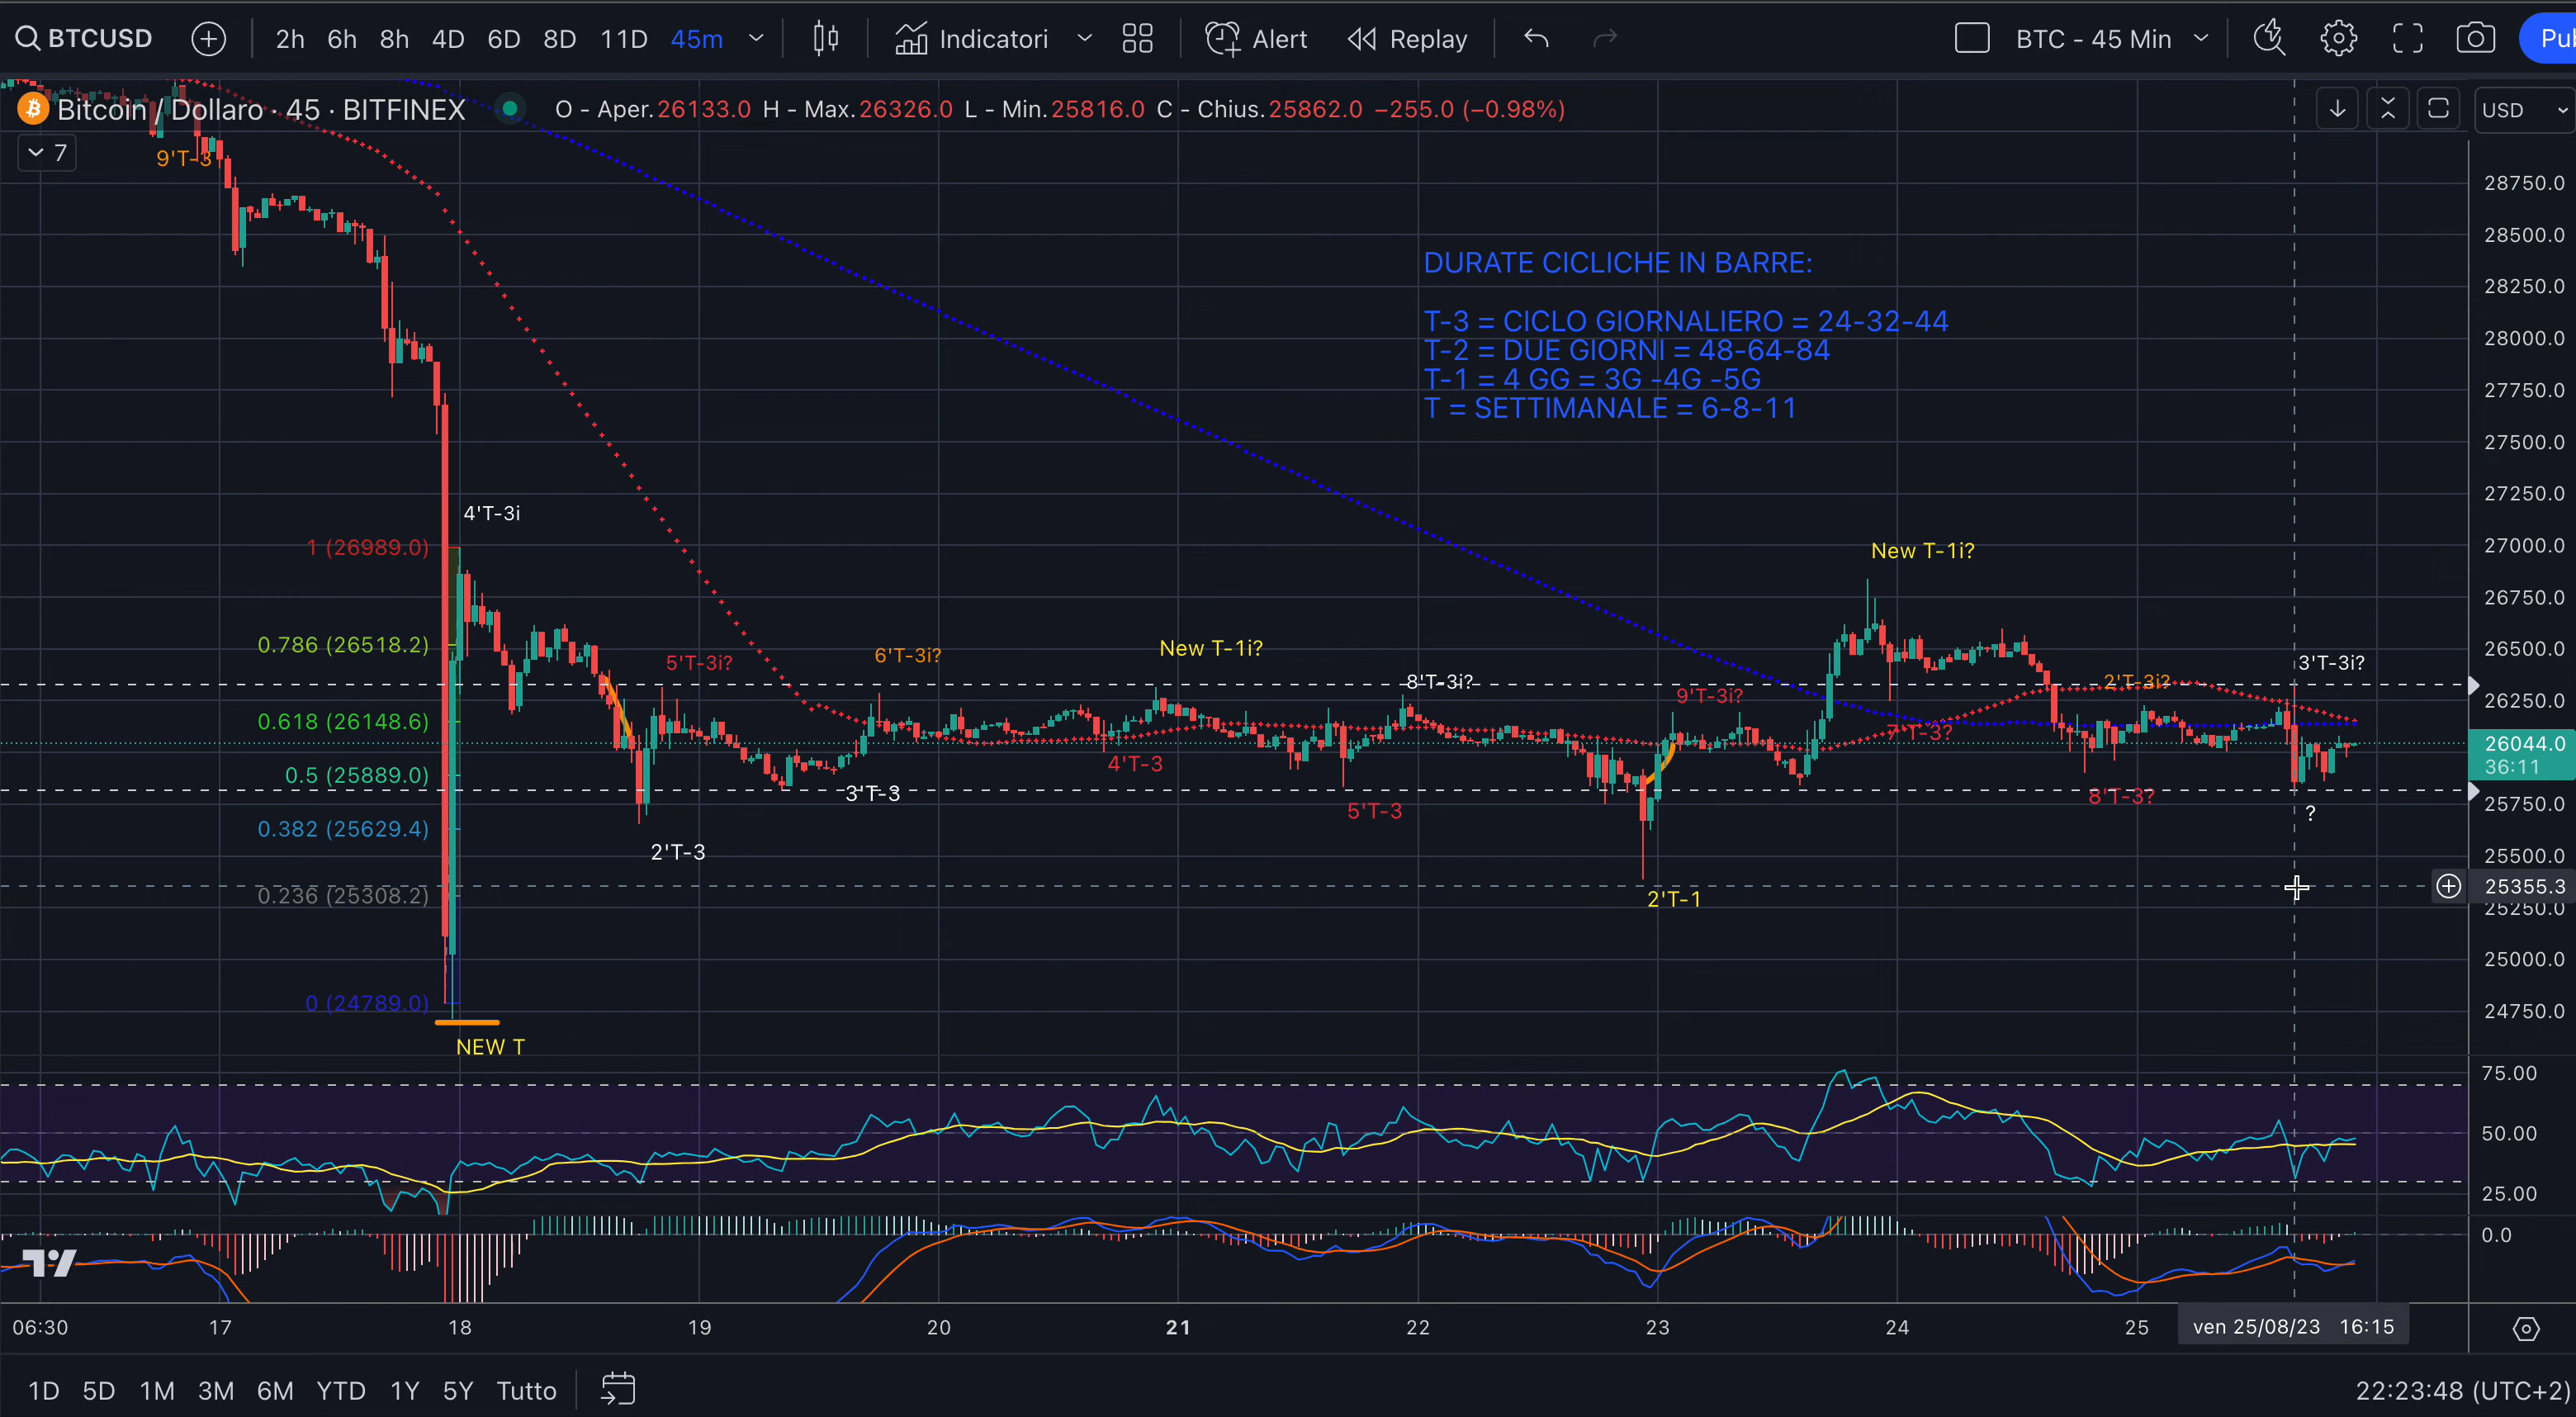 BTCUSD 2h 6h 8h 4D 6D 8D 11D 45m Indicatori Alert Replay BTC - 45 Min Pub
Bitcoin / Dollaro · 45 · BITFINEX O - Aper.26133.0 H - Max.26326.0 L - Min.25816.0 C - Chius.25862.0 −255.0 (−0.98%)
USD
7
9'T-3
28750.0
28500.0
DURATE CICLICHE IN BARRE:
28250.0
T-3 = CICLO GIORNALIERO = 24-32-44
28000.0
T-2 = DUE GIORNI = 48-64-84
T-1 = 4 GG = 3G -4G -5G
27750.0
T = SETTIMANALE = 6-8-11
27500.0
27250.0
4'T-3i
1 (26989.0)
New T-1i?
27000.0
26750.0
0.786 (26518.2)
New T-1i?
26500.0
5'T-3i?
6'T-3i?
3'T-3i?
8'T-3i?
2'T-3i?
9'T-3i?
26250.0
0.618 (26148.6)
7'T-3?
26044.0
36:11
4'T-3
0.5 (25889.0)
3'T-3
8'T-3?
25750.0
5'T-3
?
0.382 (25629.4)
2'T-3
25500.0
25355.3
0.236 (25308.2)
2'T-1
25250.0
25000.0
0 (24789.0)
24750.0
NEW T
75.00
50.00
25.00
0.0
06:30 17 18 19 20 21 22 23 24 25 ven 25/08/23 16:15
1D 5D 1M 3M 6M YTD 1Y 5Y Tutto 22:23:48 (UTC+2)